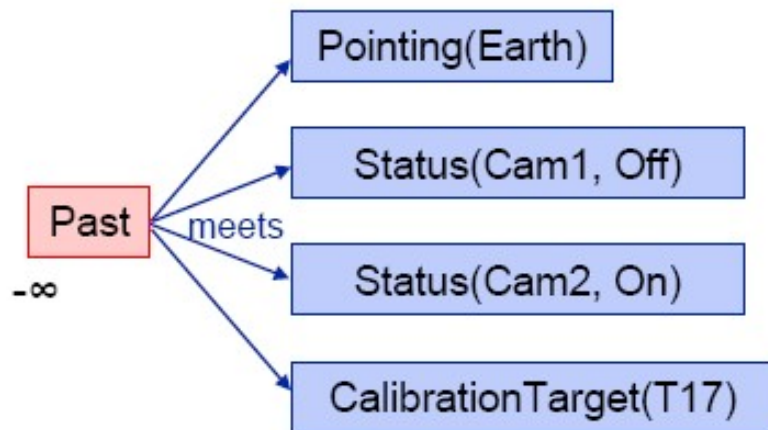 Pointing(Earth)
Status(Cam1, Off)
Past
meets
Status(Cam2, On)
-∞
CalibrationTarget(T17)